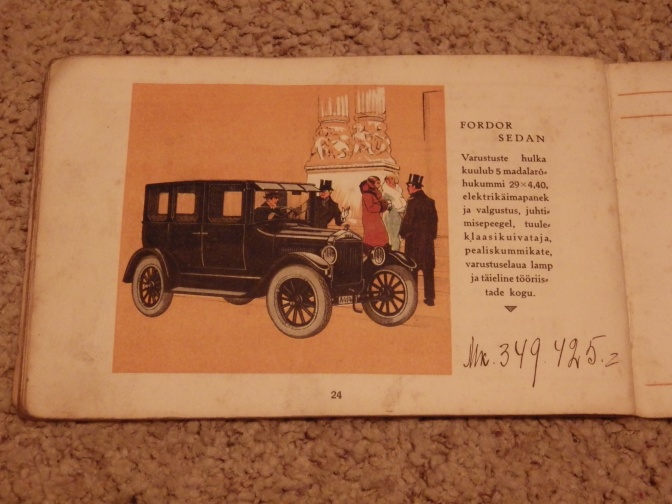 FORDOR
SEDAN
Varustuste hulka
kuulub 5 madalarõ-
hukummi 29×4,40,
elektrikäimapanek
ja valgustus, juhti-
misepeegel, tuule-
klaasikuivataja,
pealiskummikate,
varustuselaua lamp
ja täieline tööriis-
tade kogu.
Mk. 349.425.=
24